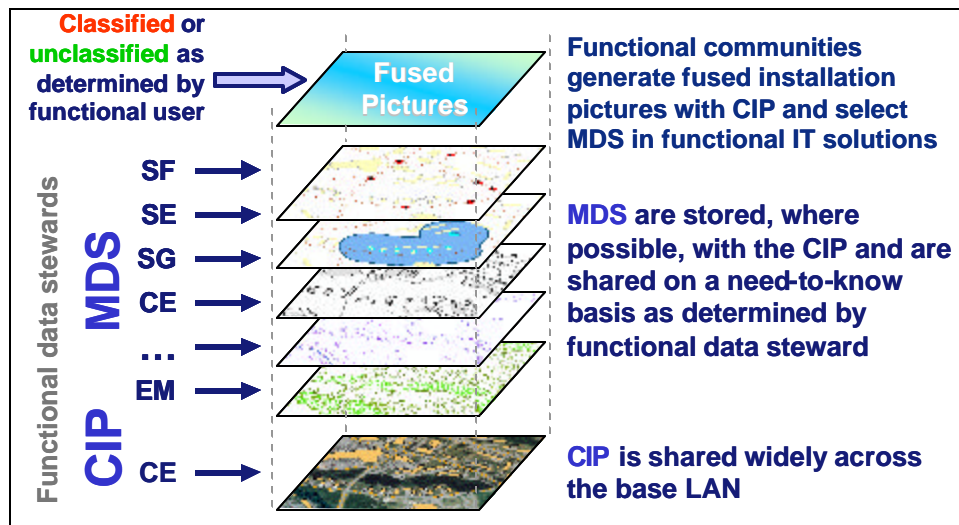 Classified or
unclassified as
determined by
functional user
Fused
Pictures
Functional communities
generate fused installation
pictures with CIP and select
MDS in functional IT solutions
Functional data stewards
MDS
SF
SE
SG
CE
...
EM
MDS are stored, where
possible, with the CIP and are
shared on a need-to-know
basis as determined by
functional data steward
CIP
CE
CIP is shared widely across
the base LAN